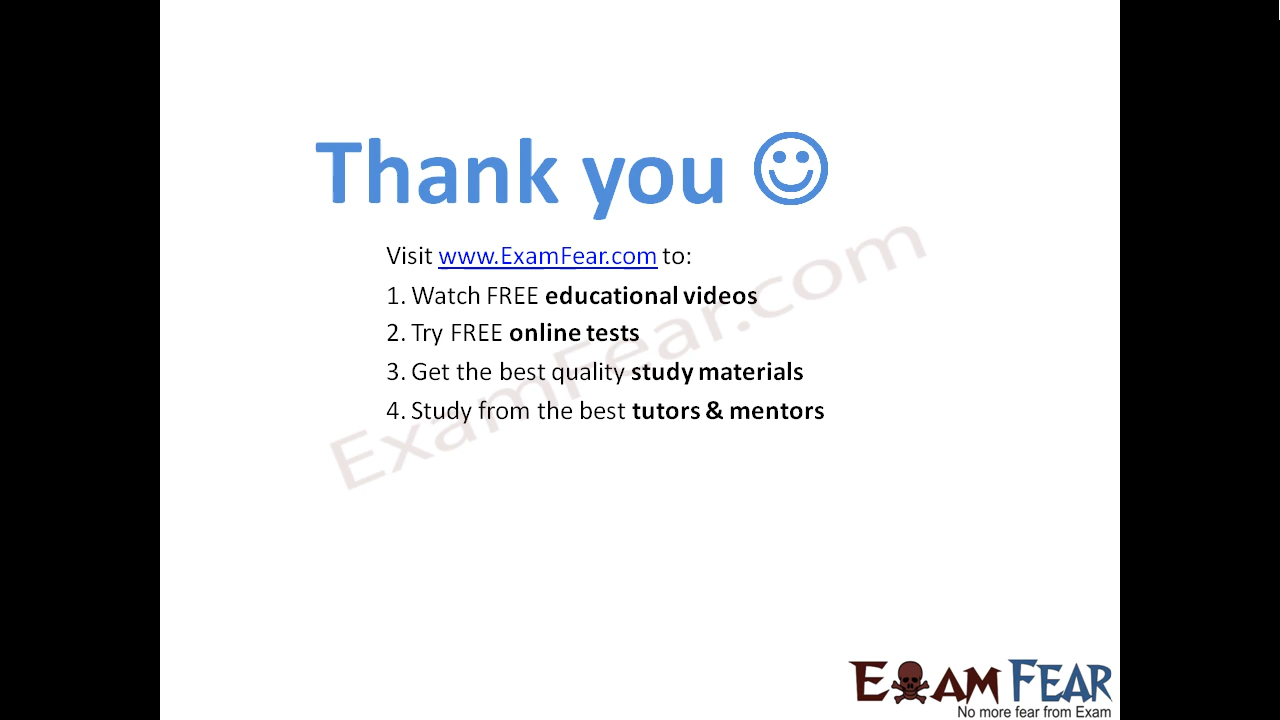 Thank you ☺
Visit www.ExamFear.com to:
1. Watch FREE educational videos
2. Try FREE online tests
3. Get the best quality study materials
4. Study from the best tutors & mentors
ExamFear.com
EXAM FEAR
No more fear from Exam